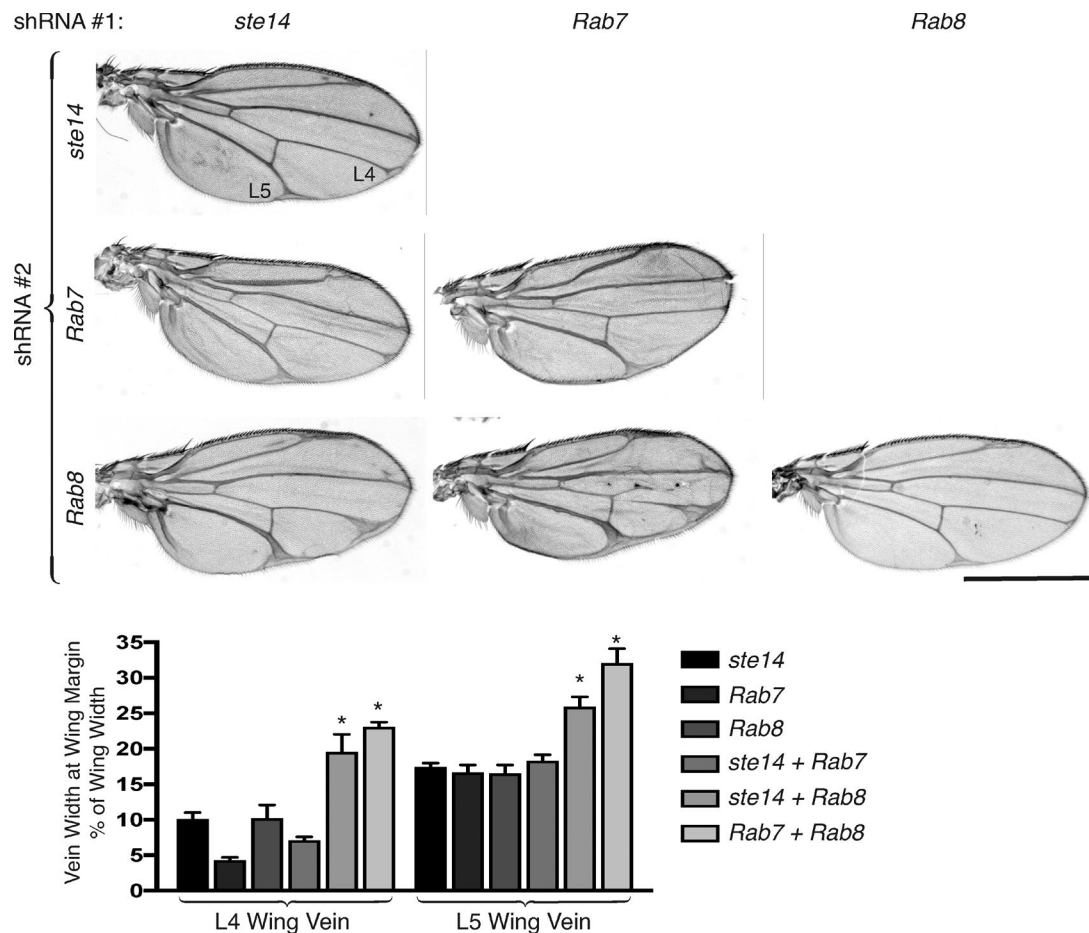 shRNA #1: ste14 Rab7 Rab8
shRNA #2
ste14
L5 L4
Rab7
Rab8
Vein Width at Wing Margin
% of Wing Width
35
30
25
20
15
10
5
0
* * * *
L4 Wing Vein L5 Wing Vein
ste14
Rab7
Rab8
ste14 + Rab7
ste14 + Rab8
Rab7 + Rab8